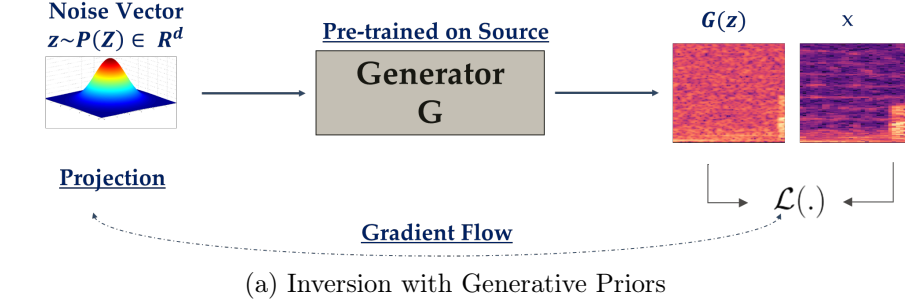 Noise Vector
z~P(Z) ∈ R^d
Pre-trained on Source
Generator
G
G(z)
x
Projection
ℒ(.)
Gradient Flow
(a) Inversion with Generative Priors